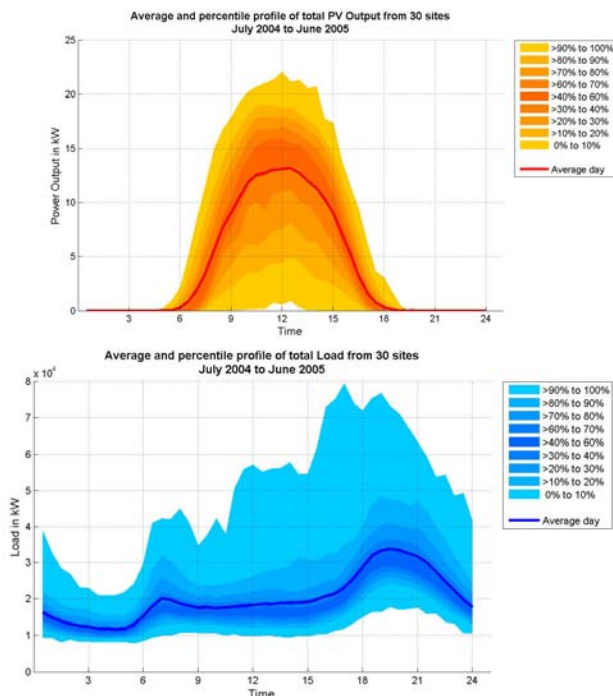 Average and percentile profile of total PV Output from 30 sites
July 2004 to June 2005
25
20
15
10
5
0
Power Output in kW
3 6 9 12 15 18 21 24
Time
>90% to 100%
>80% to 90%
>70% to 80%
>60% to 70%
>40% to 60%
>30% to 40%
>20% to 30%
>10% to 20%
0% to 10%
Average day
Average and percentile profile of total Load from 30 sites
July 2004 to June 2005
8
7
6
5
4
3
2
1
0
Load in kW
3 6 9 12 15 18 21 24
Time
>90% to 100%
>80% to 90%
>70% to 80%
>60% to 70%
>40% to 60%
>30% to 40%
>20% to 30%
>10% to 20%
0% to 10%
Average day